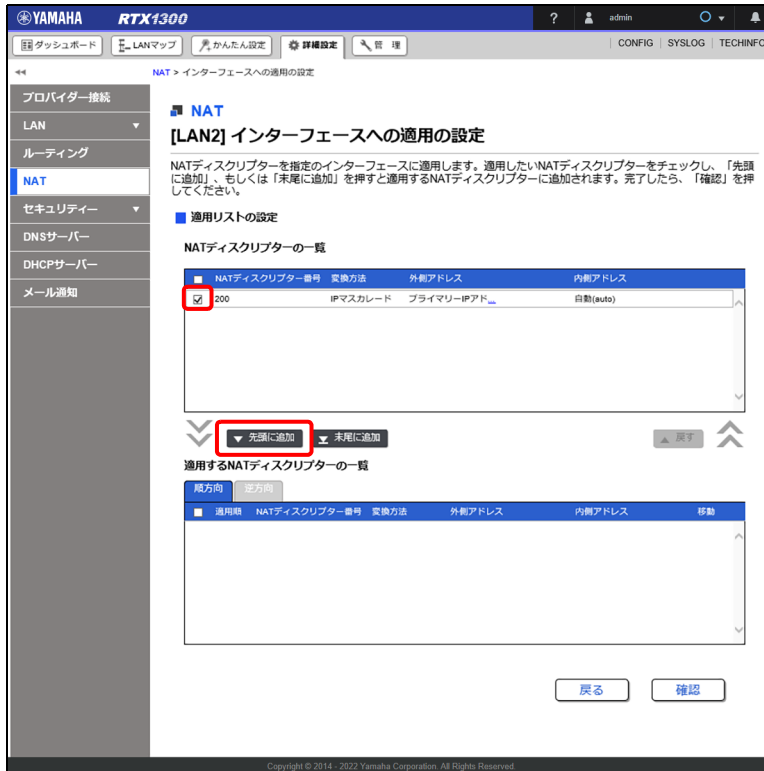 YAMAHA RTX1300 ? admin
ダッシュボード LANマップ かんたん設定 詳細設定 管 理 CONFIG SYSLOG TECHINFO
NAT > インターフェースへの適用の設定
プロバイダー接続
LAN
ルーティング
NAT
セキュリティー
DNSサーバー
DHCPサーバー
メール通知
NAT
[LAN2] インターフェースへの適用の設定
NATディスクリプターを指定のインターフェースに適用します。適用したいNATディスクリプターをチェックし、「先頭
に追加」、もしくは「末尾に追加」を押すと適用するNATディスクリプターに追加されます。完了したら、「確認」を押
してください。
適用リストの設定
NATディスクリプターの一覧
NATディスクリプター番号 変換方法 外側アドレス 内側アドレス
200 IPマスカレード プライマリーIPアド... 自動(auto)
先頭に追加 末尾に追加 戻す
適用するNATディスクリプターの一覧
順方向 逆方向
適用順 NATディスクリプター番号 変換方法 外側アドレス 内側アドレス 移動
戻る 確認
Copyright © 2014 - 2022 Yamaha Corporation. All Rights Reserved.